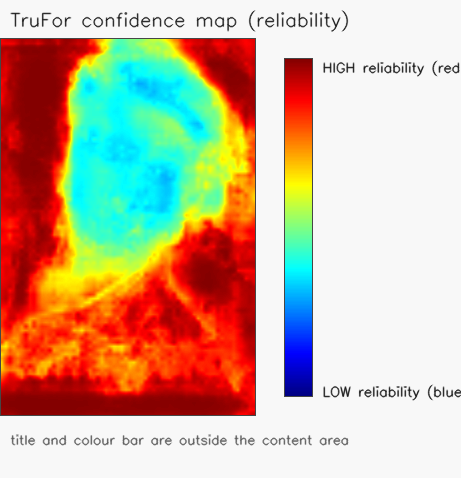 TruFor confidence map (reliability)
HIGH reliability (red
LOW reliability (blue
title and colour bar are outside the content area